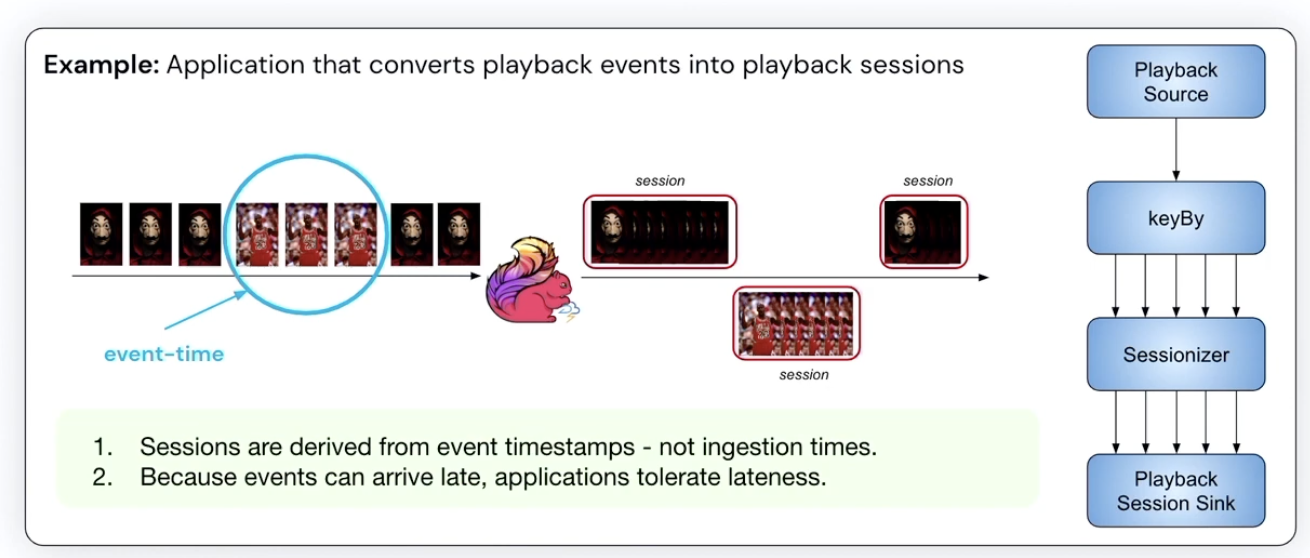 Example: Application that converts playback events into playback sessions
event-time
session
session
session
1. Sessions are derived from event timestamps - not ingestion times.
2. Because events can arrive late, applications tolerate lateness.
Playback
Source
keyBy
Sessionizer
Playback
Session Sink